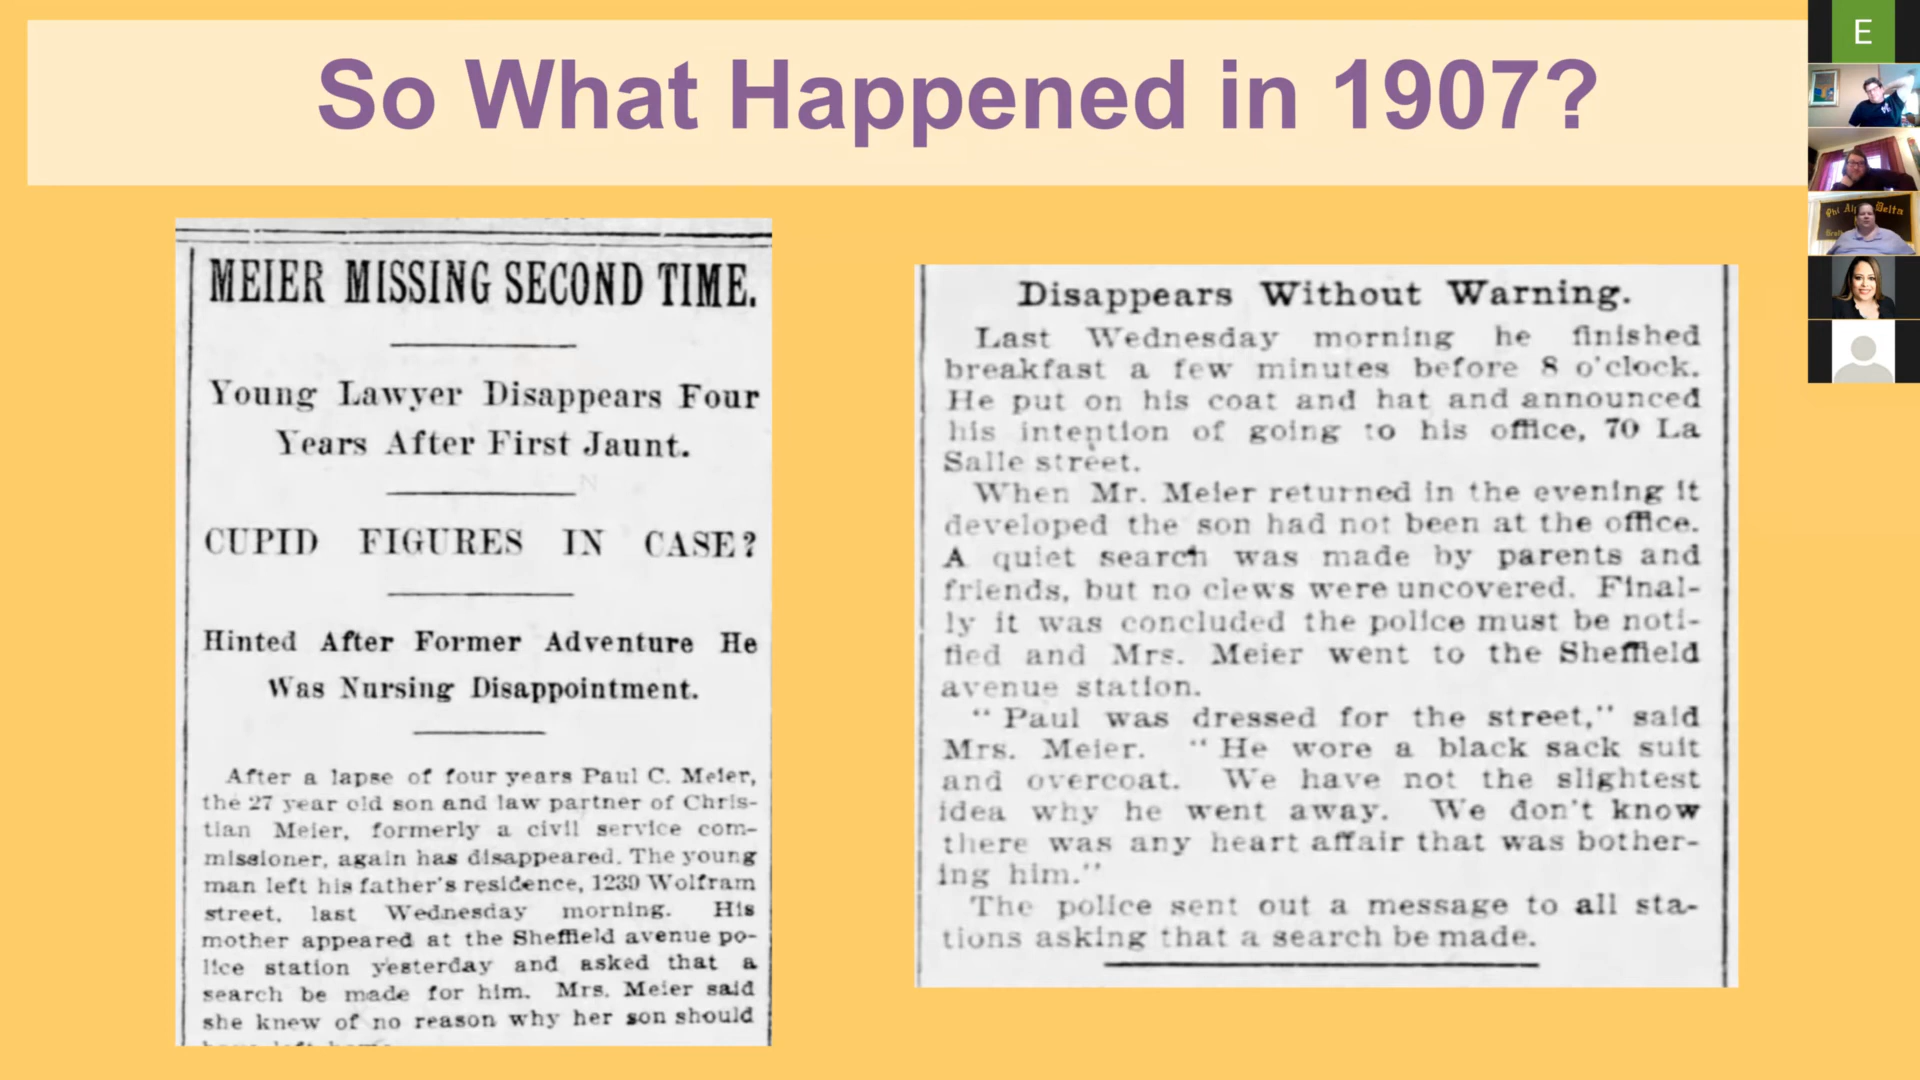 So What Happened in 1907?
MEIER MISSING SECOND TIME.
Young Lawyer Disappears Four
Years After First Jaunt.
CUPID FIGURES IN CASE?
Hinted After Former Adventure He
Was Nursing Disappointment.
After a lapse of four years Paul C. Meier,
the 27 year old son and law partner of Chris-
tian Meier, formerly a civil service com-
missioner, again has disappeared. The young
man left his father's residence, 1239 Wolfram
street, last Wednesday morning. His
mother appeared at the Sheffield avenue po-
lice station yesterday and asked that a
search be made for him. Mrs. Meier said
she knew of no reason why her son should
Disappears Without Warning.
Last Wednesday morning he finished
breakfast a few minutes before 8 o'clock.
He put on his coat and hat and announced
his intention of going to his office, 70 La
Salle street.
When Mr. Meier returned in the evening it
developed the son had not been at the office.
A quiet search was made by parents and
friends, but no clews were uncovered. Final-
ly it was concluded the police must be noti-
fied and Mrs. Meier went to the Sheffield
avenue station.
" Paul was dressed for the street," said
Mrs. Meier. " He wore a black sack suit
and overcoat. We have not the slightest
idea why he went away. We don't know
there was any heart affair that was bother-
ing him."
The police sent out a message to all sta-
tions asking that a search be made.
E
Phi Al Delta